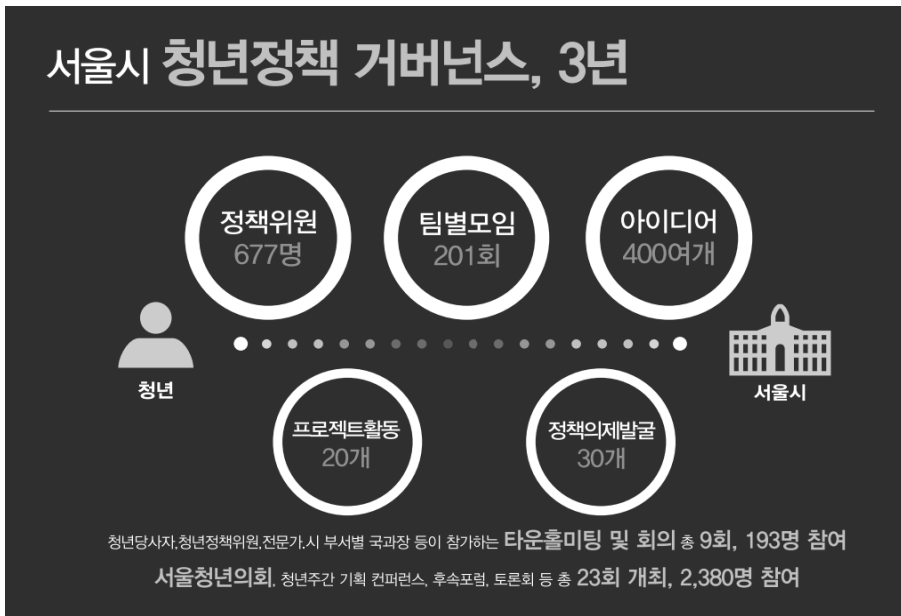 서울시 청년정책 거버넌스, 3년
정책위원
677명
팀별모임
201회
아이디어
400여개
청년
서울시
프로젝트활동
20개
정책의제발굴
30개
청년당사자,청년정책위원,전문가,시 부서별 국과장 등이 참가하는 타운홀미팅 및 회의 총 9회, 193명 참여
서울청년의회, 청년주간 기획 컨퍼런스, 후속포럼, 토론회 등 총 23회 개최, 2,380명 참여